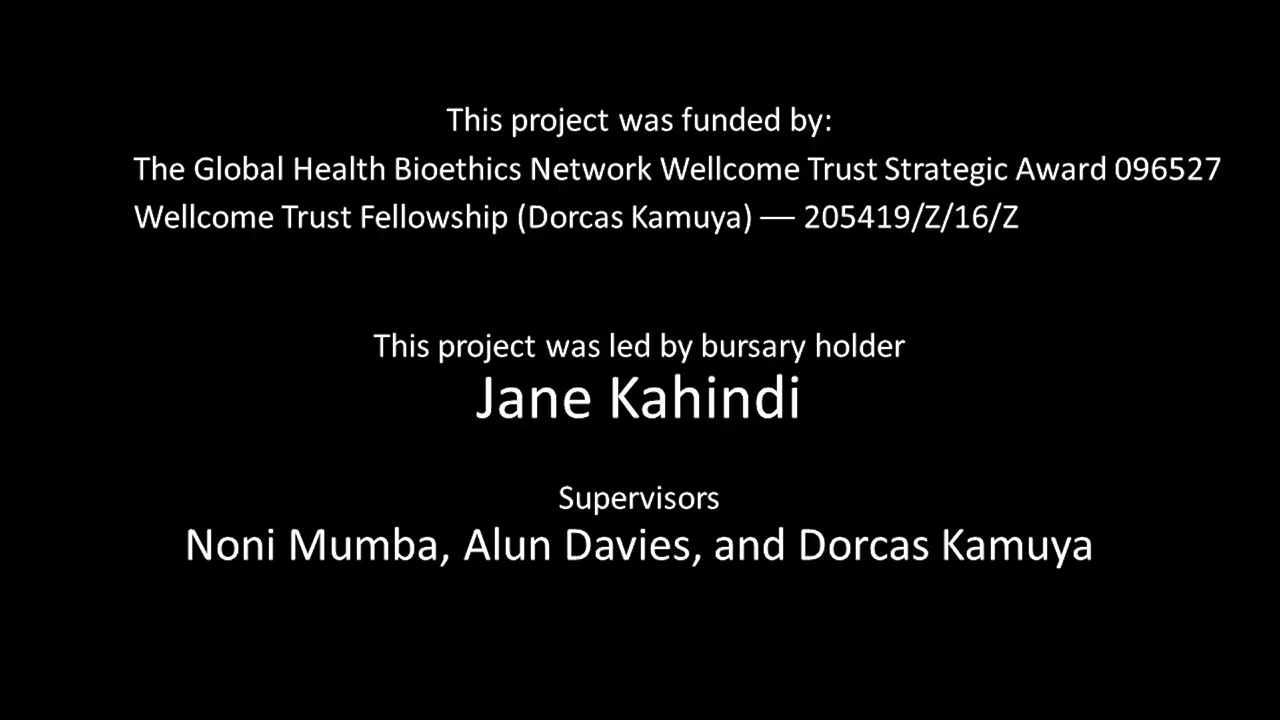 This project was funded by:
The Global Health Bioethics Network Wellcome Trust Strategic Award 096527
Wellcome Trust Fellowship (Dorcas Kamuya) — 205419/Z/16/Z
This project was led by bursary holder
Jane Kahindi
Supervisors
Noni Mumba, Alun Davies, and Dorcas Kamuya